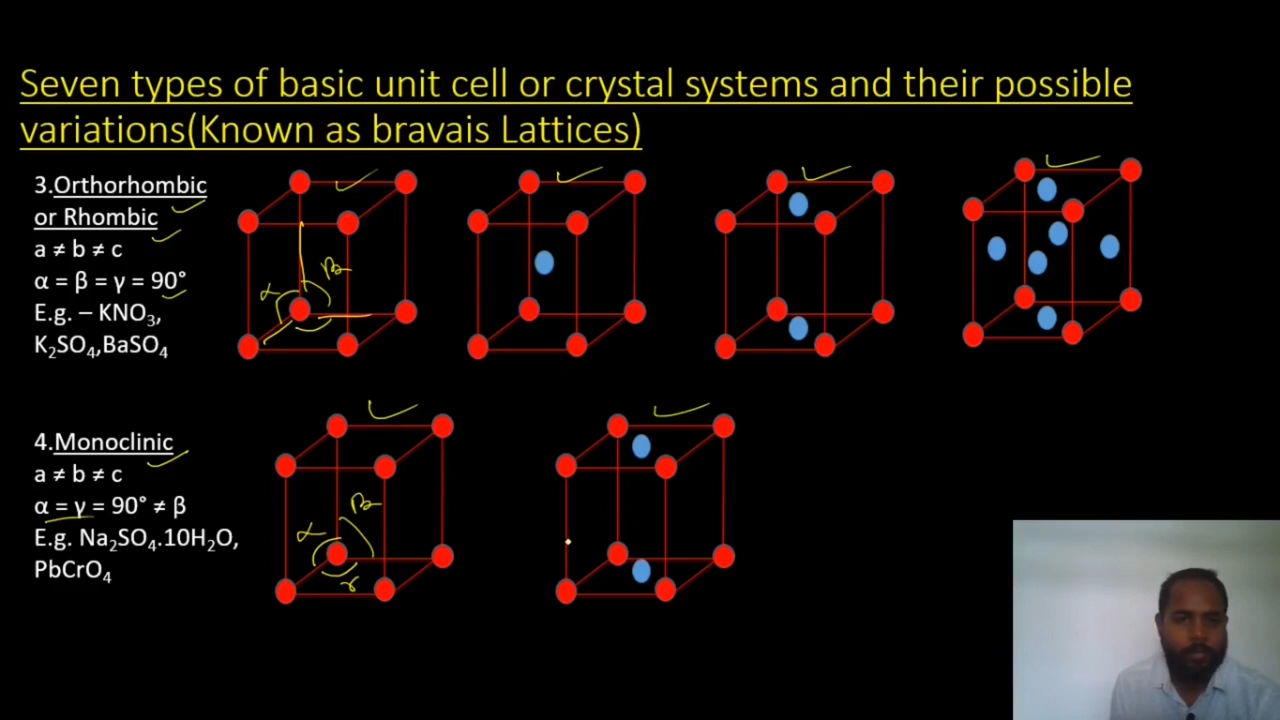 Seven types of basic unit cell or crystal systems and their possible
variations(Known as bravais Lattices)
3.Orthorhombic
or Rhombic
a ≠ b ≠ c
α = β = γ = 90°
E.g. – KNO₃,
K₂SO₄,BaSO₄
α
β
4.Monoclinic
a ≠ b ≠ c
α = γ = 90° ≠ β
E.g. Na₂SO₄.10H₂O,
PbCrO₄
α
β
γ